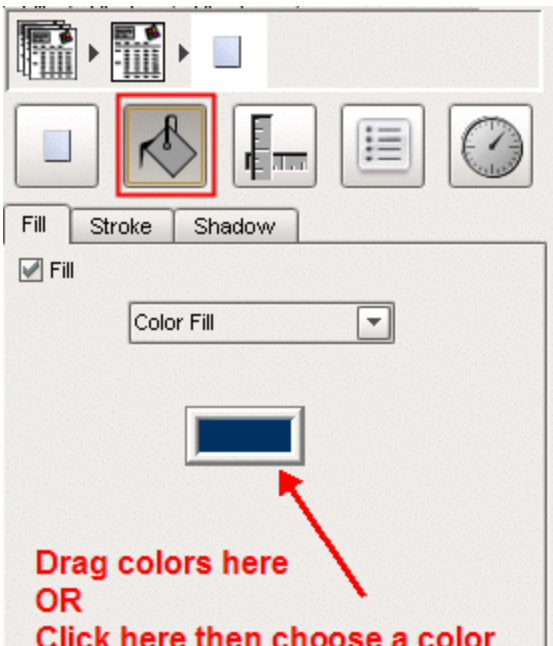 Fill Stroke Shadow
Fill
Color Fill
Drag colors here
OR
Click here then choose a color